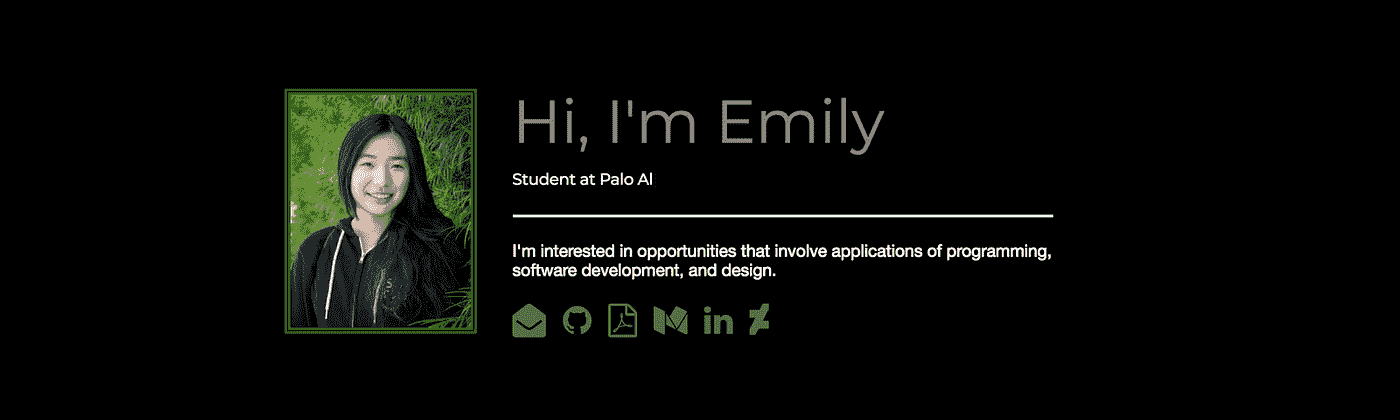 Hi, I'm Emily
Student at Palo Al
I'm interested in opportunities that involve applications of programming,
software development, and design.
in